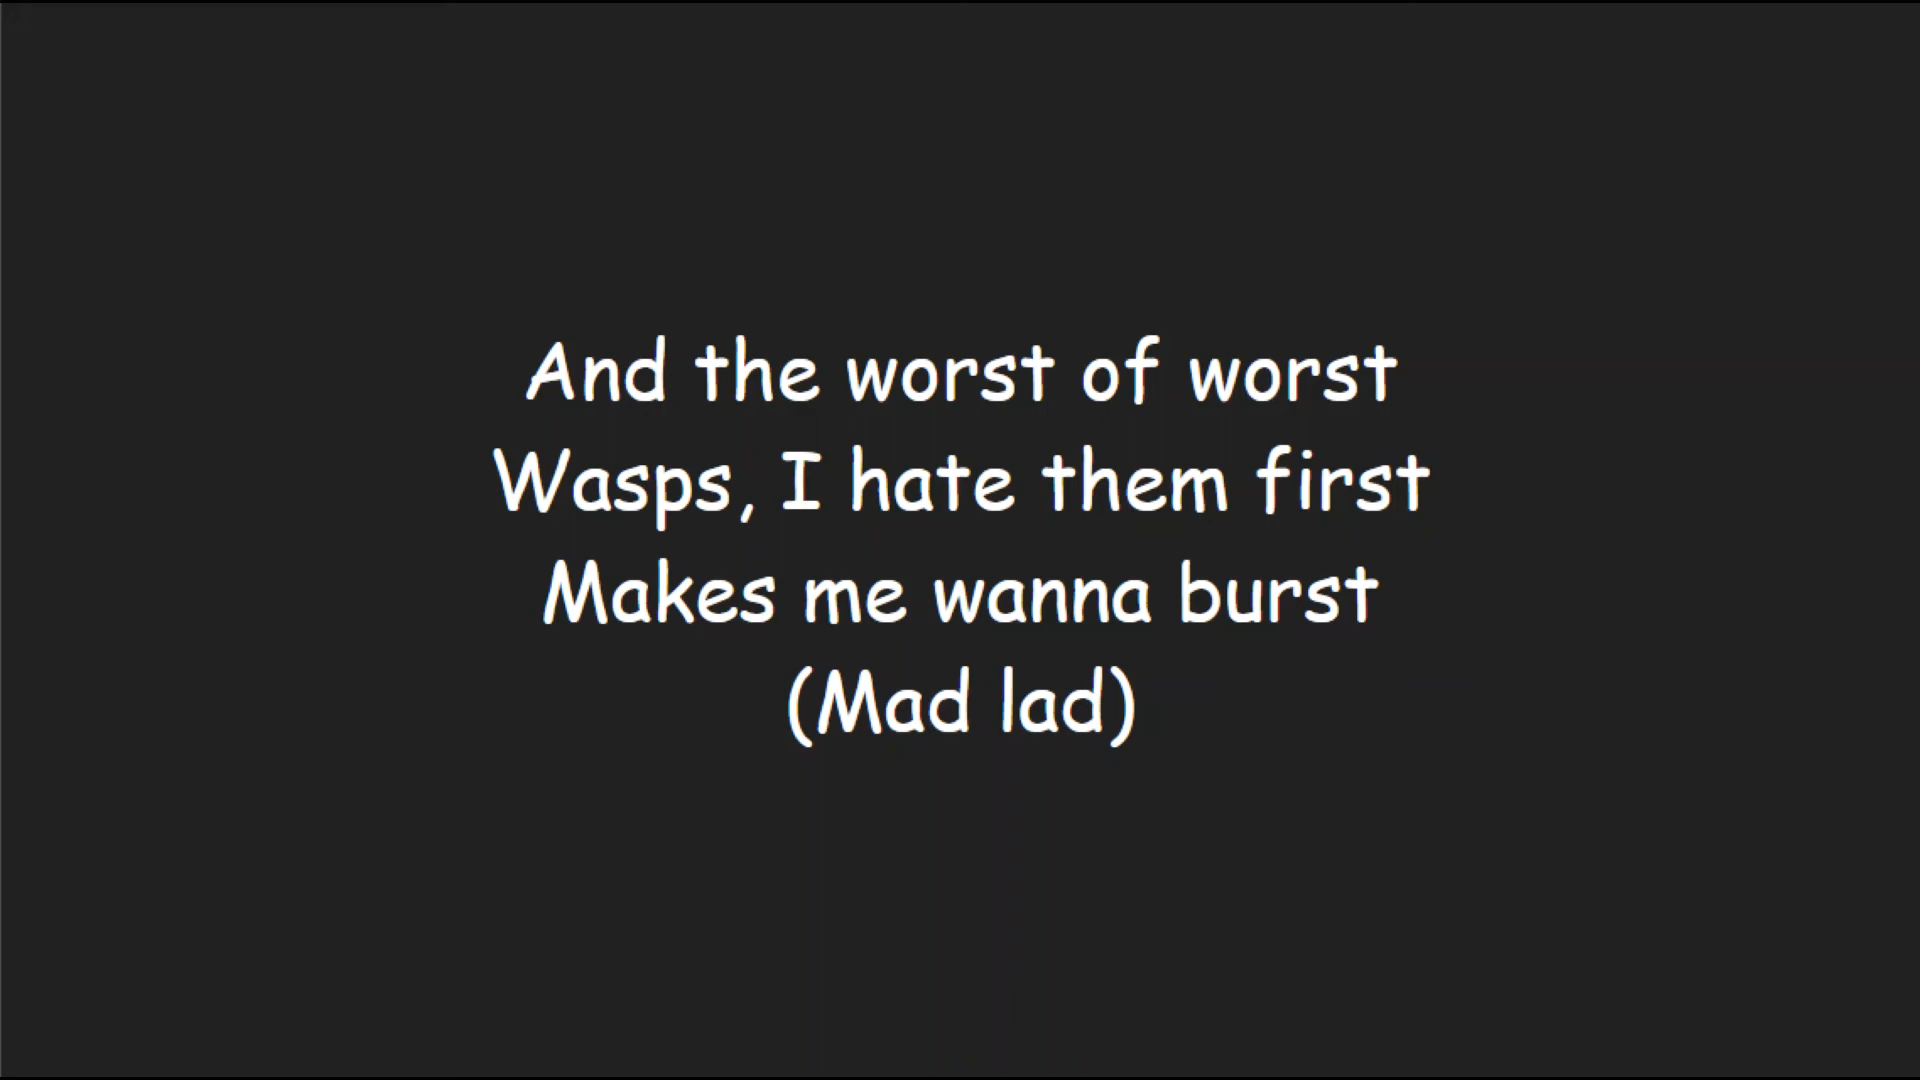 And the worst of worst
Wasps, I hate them first
Makes me wanna burst
(Mad lad)